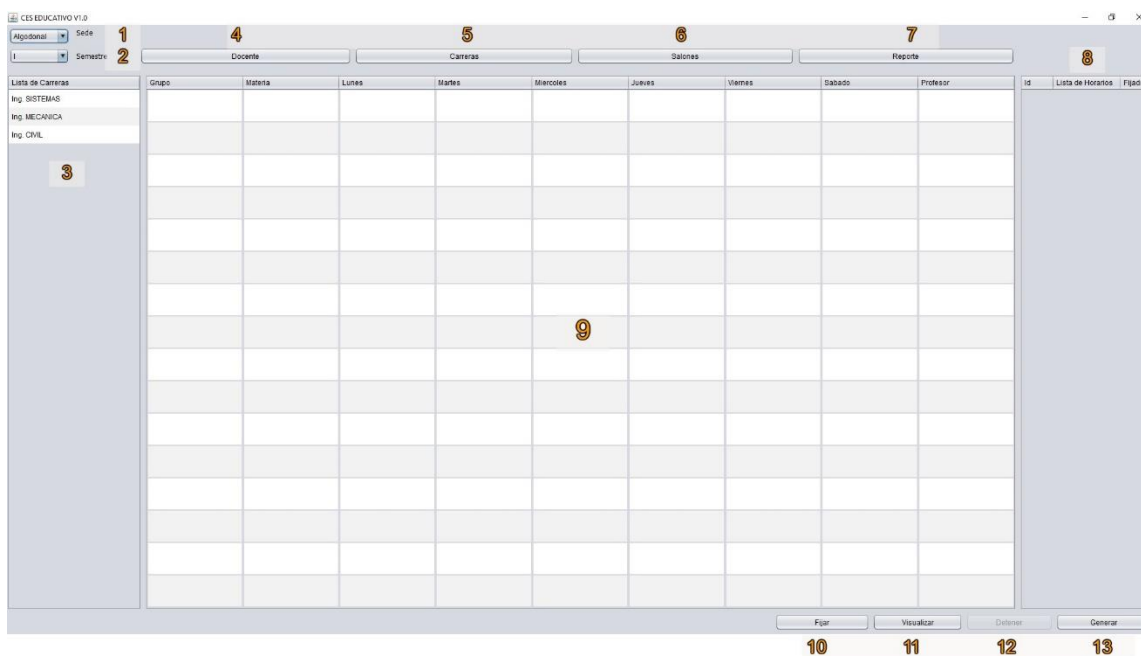 CES EDUCATIVO V1.0
Algodonal Sede 1 4 5 6 7
I Semestre 2 Docente Carreras Salones Reporte 8
Lista de Carreras Grupo Materia Lunes Martes Miercoles Jueves Viernes Sabado Profesor Id Lista de Horarios Fijad
Ing. SISTEMAS
Ing. MECANICA
Ing. CIVIL
3
9
Fijar Visualizar Detener Generar
10 11 12 13